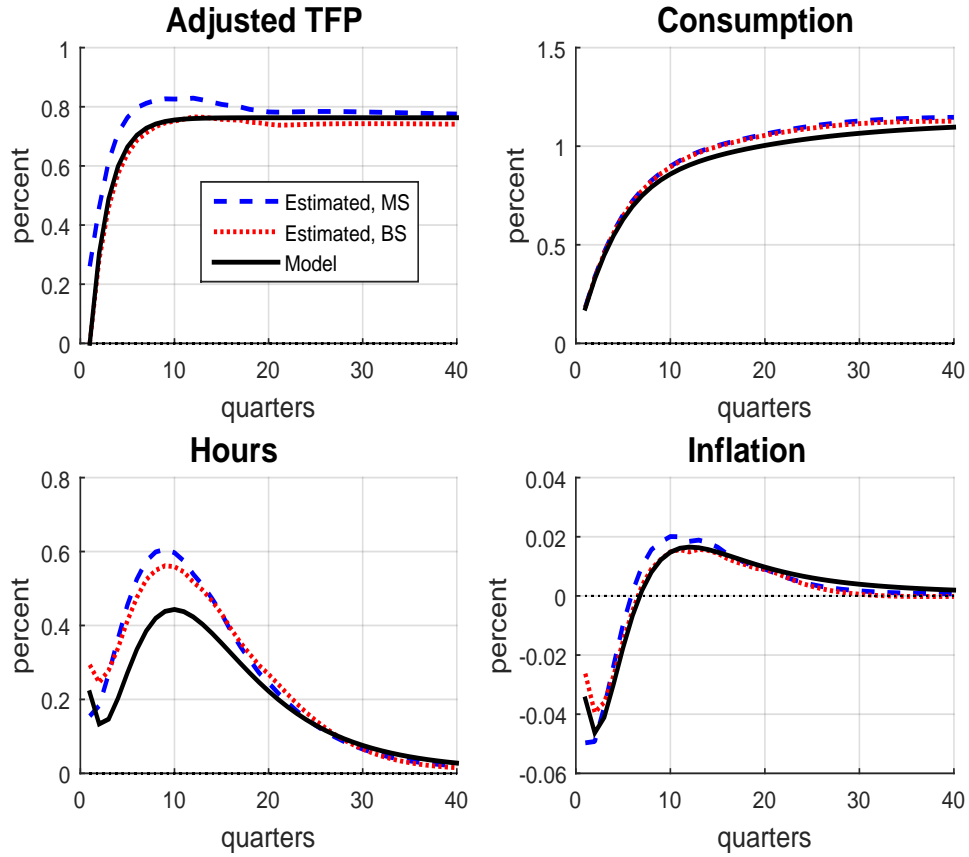 Adjusted TFP
1
0.8
0.6
0.4
0.2
0
percent
0 10 20 30 40
quarters
Estimated, MS
Estimated, BS
Model
Consumption
1.5
1
0.5
0
percent
0 10 20 30 40
quarters
Hours
0.8
0.6
0.4
0.2
0
percent
0 10 20 30 40
quarters
Inflation
0.04
0.02
0
-0.02
-0.04
-0.06
percent
0 10 20 30 40
quarters